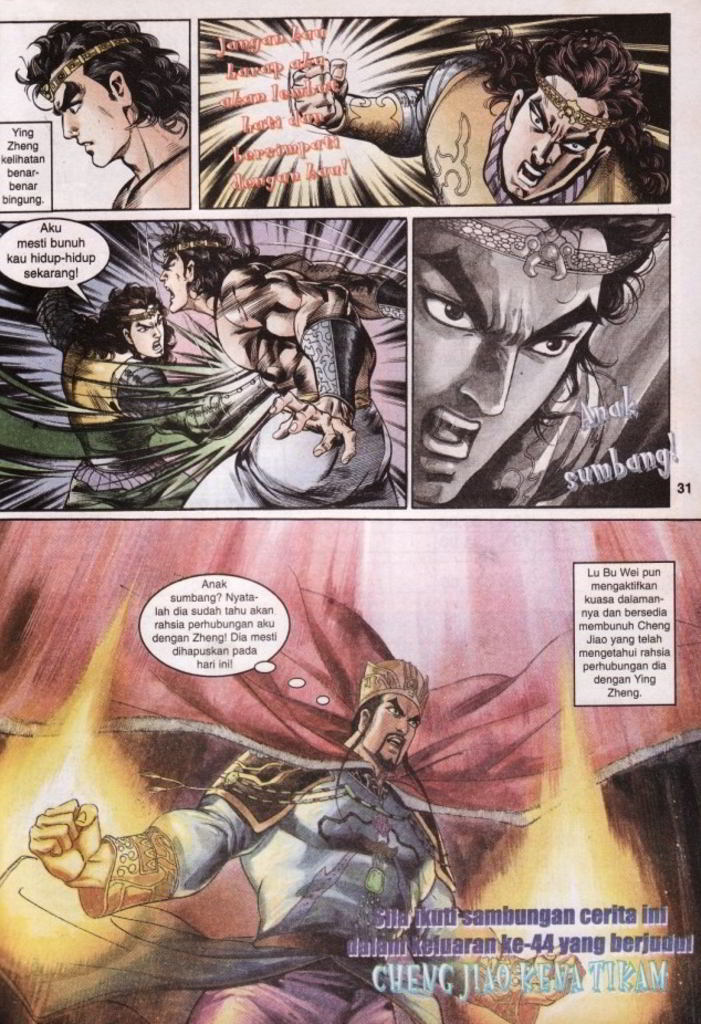 Ying
Zheng
kelihatan
benar-
benar
bingung.
Jangan kau
harap aku
akan lembut
hati dan
bersimpati
dengan kau!
Aku
mesti bunuh
kau hidup-hidup
sekarang!
Anak
sumbang!
31
Anak
sumbang? Nyata-
lah dia sudah tahu akan
rahsia perhubungan aku
dengan Zheng! Dia mesti
dihapuskan pada
hari ini!
Lu Bu Wei pun
mengaktifkan
kuasa dalaman-
nya dan bersedia
membunuh Cheng
Jiao yang telah
mengetahui rahsia
perhubungan dia
dengan Ying
Zheng.
Sila ikuti sambungan cerita ini
dalam keluaran ke-44 yang berjudul
CHENG JIAO KENA TIKAM